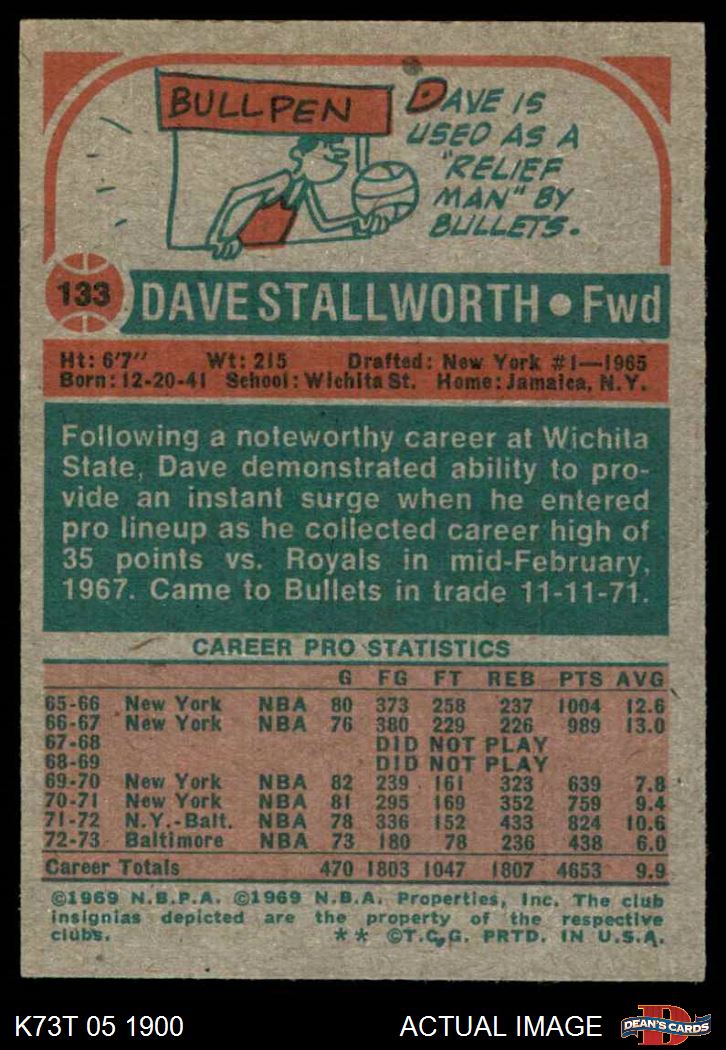 BULLPEN
DAVE IS
USED AS A
"RELIEF
MAN" BY
BULLETS.
133
DAVE STALLWORTH • Fwd
Ht: 6'7" Wt: 215 Drafted: New York #1—1965
Born: 12-20-41 School: Wichita St. Home: Jamaica, N.Y.
Following a noteworthy career at Wichita
State, Dave demonstrated ability to pro-
vide an instant surge when he entered
pro lineup as he collected career high of
35 points vs. Royals in mid-February,
1967. Came to Bullets in trade 11-11-71.
CAREER PRO STATISTICS
G FG FT REB PTS AVG
65-66 New York NBA 80 373 258 237 1004 12.6
66-67 New York NBA 76 380 229 226 989 13.0
67-68 DID NOT PLAY
68-69 DID NOT PLAY
69-70 New York NBA 82 239 161 323 639 7.8
70-71 New York NBA 81 295 169 352 759 9.4
71-72 N.Y.-Balt. NBA 78 336 152 433 824 10.6
72-73 Baltimore NBA 73 180 78 236 438 6.0
Career Totals 470 1803 1047 1807 4653 9.9
©1969 N.B.P.A. ©1969 N.B.A. Properties, Inc. The club
insignias depicted are the property of the respective
clubs. ** ©T.C.G. PRTD. IN U.S.A.
K73T 05 1900 ACTUAL IMAGE
DEAN'S CARDS